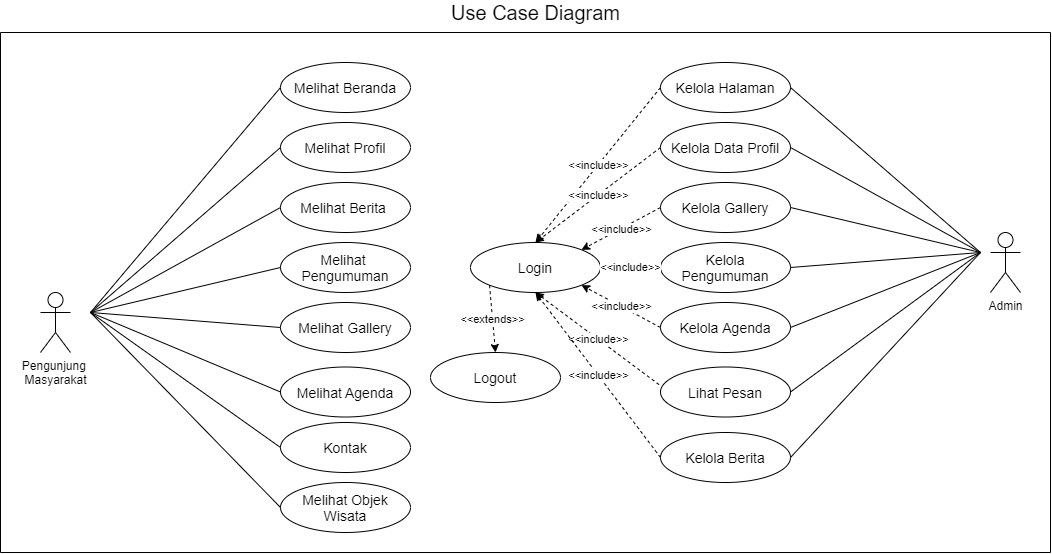 Use Case Diagram
Melihat Beranda
Melihat Profil
Melihat Berita
Melihat
Pengumuman
Melihat Gallery
Melihat Agenda
Kontak
Melihat Objek
Wisata
Pengunjung
Masyarakat
Login
Logout
<<extends>>
<<include>>
<<include>>
<<include>>
<<include>>
<<include>>
<<include>>
<<include>>
Kelola Halaman
Kelola Data Profil
Kelola Gallery
Kelola
Pengumuman
Kelola Agenda
Lihat Pesan
Kelola Berita
Admin